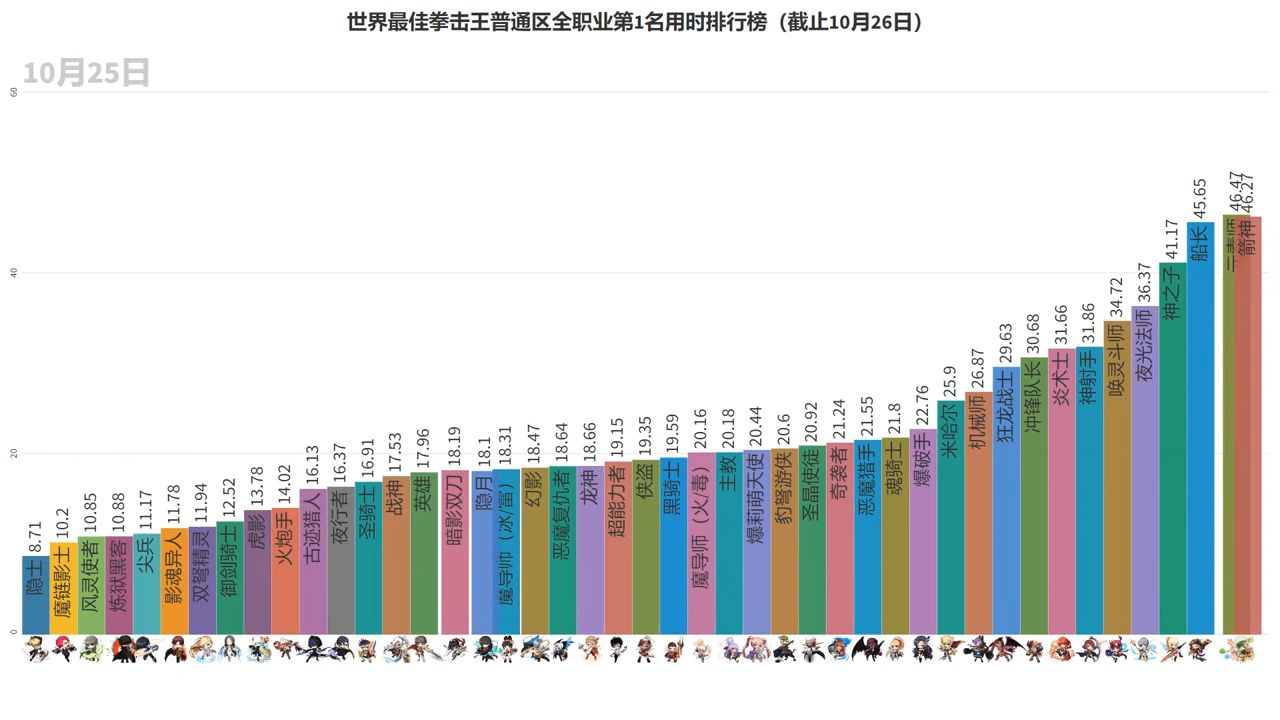 世界最佳拳击王普通区全职业第1名用时排行榜（截止10月26日）
10月25日
60
40
20
0
8.71
隐士
10.2
魔链影士
10.85
风灵使者
10.88
炼狱黑客
11.17
尖兵
11.78
影魂异人
11.94
双弩精灵
12.52
御剑骑士
13.78
虎影
14.02
火炮手
16.13
古迹猎人
16.37
夜行者
16.91
圣骑士
17.53
战神
17.96
英雄
18.19
暗影双刀
18.1
隐月
18.31
魔导师（冰/雷）
18.47
幻影
18.64
恶魔复仇者
18.66
龙神
19.15
超能力者
19.35
侠盗
19.59
黑骑士
20.16
魔导师（火/毒）
20.18
主教
20.44
爆莉萌天使
20.6
豹弩游侠
20.92
圣晶使徒
21.24
奇袭者
21.55
恶魔猎手
21.8
魂骑士
22.76
爆破手
25.9
米哈尔
26.87
机械师
29.63
狂龙战士
30.68
冲锋队长
31.66
炎术士
31.86
神射手
34.72
唤灵斗师
36.37
夜光法师
41.17
神之子
45.65
船长
46.47
46.27
箭神